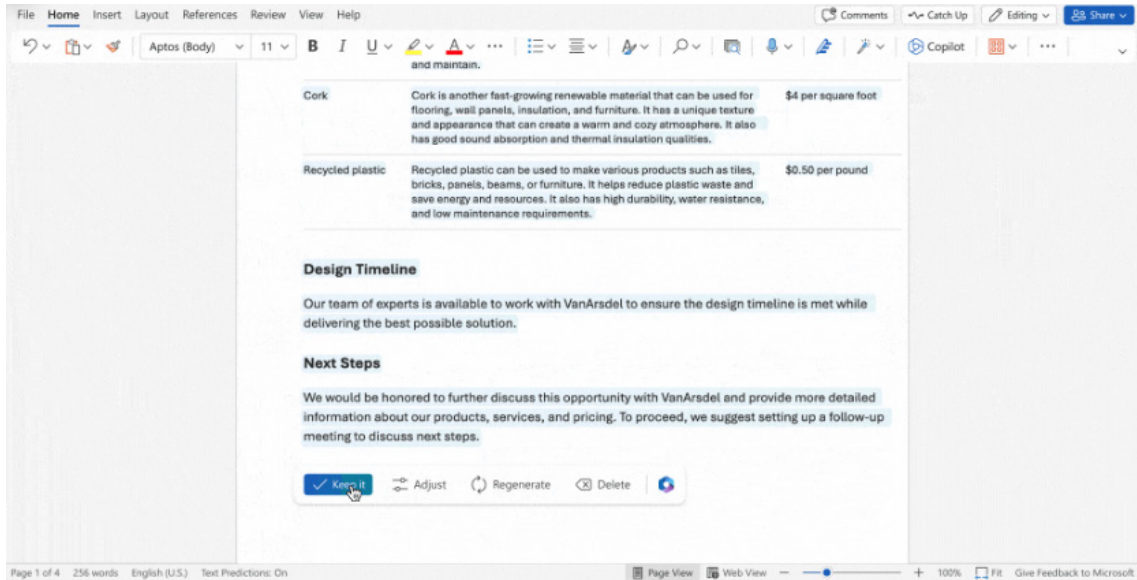 File Home Insert Layout References Review View Help Comments Catch Up Editing Share
Aptos (Body) 11 B I U A Copilot
and maintain.
Cork Cork is another fast-growing renewable material that can be used for $4 per square foot
flooring, wall panels, insulation, and furniture. It has a unique texture
and appearance that can create a warm and cozy atmosphere. It also
has good sound absorption and thermal insulation qualities.
Recycled plastic Recycled plastic can be used to make various products such as tiles, $0.50 per pound
bricks, panels, beams, or furniture. It helps reduce plastic waste and
save energy and resources. It also has high durability, water resistance,
and low maintenance requirements.
Design Timeline
Our team of experts is available to work with VanArsdel to ensure the design timeline is met while
delivering the best possible solution.
Next Steps
We would be honored to further discuss this opportunity with VanArsdel and provide more detailed
information about our products, services, and pricing. To proceed, we suggest setting up a follow-up
meeting to discuss next steps.
Keep it Adjust Regenerate Delete
Page 1 of 4 256 words English (U.S.) Text Predictions: On Page View Web View 100% Fit Give Feedback to Microsoft